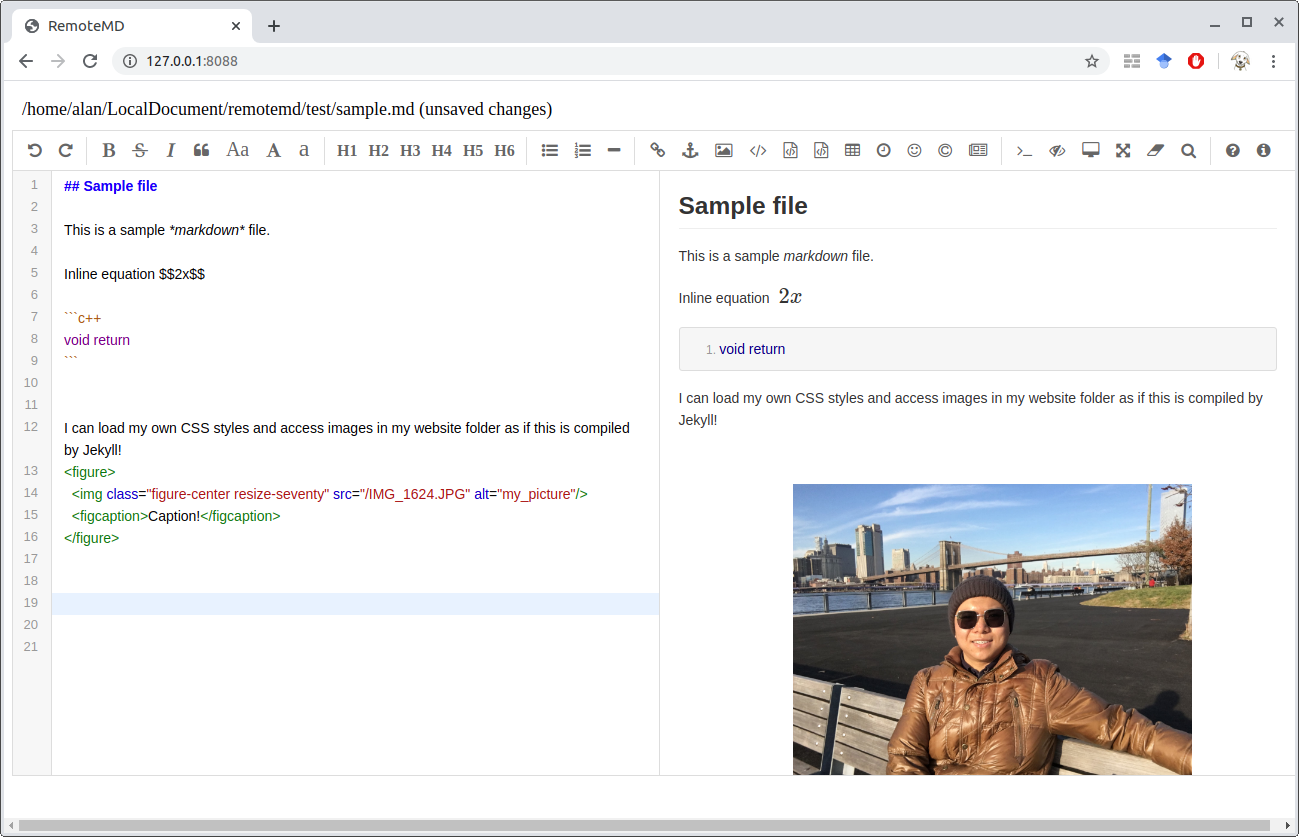 RemoteMD
127.0.0.1:8088
/home/alan/LocalDocument/remotemd/test/sample.md (unsaved changes)
B S I Aa A a H1 H2 H3 H4 H5 H6
1 ## Sample file
2
3 This is a sample *markdown* file.
4
5 Inline equation $$2x$$
6
7 ```c++
8 void return
9 ```
10
11
12 I can load my own CSS styles and access images in my website folder as if this is compiled
by Jekyll!
13 <figure>
14 <img class="figure-center resize-seventy" src="/IMG_1624.JPG" alt="my_picture"/>
15 <figcaption>Caption!</figcaption>
16 </figure>
17
18
19
20
21
Sample file
This is a sample markdown file.
Inline equation 2x
1. void return
I can load my own CSS styles and access images in my website folder as if this is compiled by
Jekyll!